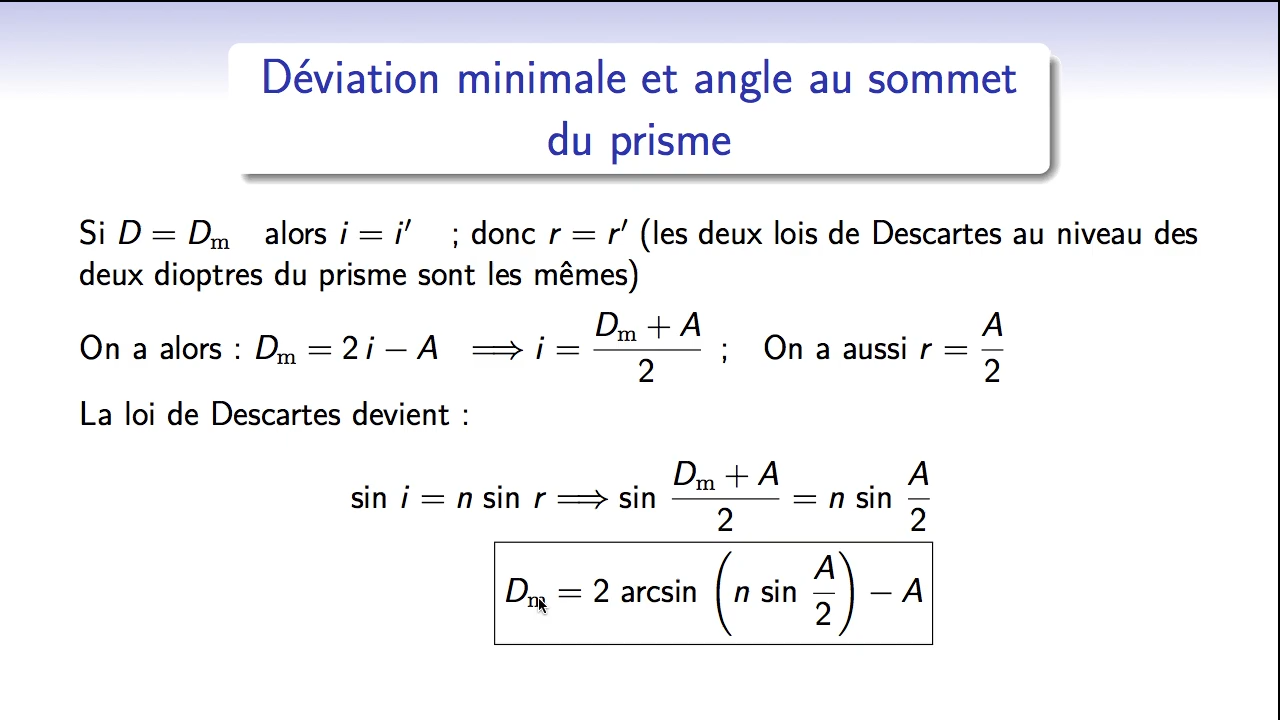 Déviation minimale et angle au sommet
du prisme
Si D = Dₘ alors i = i′ ; donc r = r′ (les deux lois de Descartes au niveau des
deux dioptres du prisme sont les mêmes)
On a alors : Dₘ = 2 i − A ⟹ i = (Dₘ + A)/2 ; On a aussi r = A/2
La loi de Descartes devient :
sin i = n sin r ⟹ sin (Dₘ + A)/2 = n sin A/2
Dₘ = 2 arcsin (n sin A/2) − A